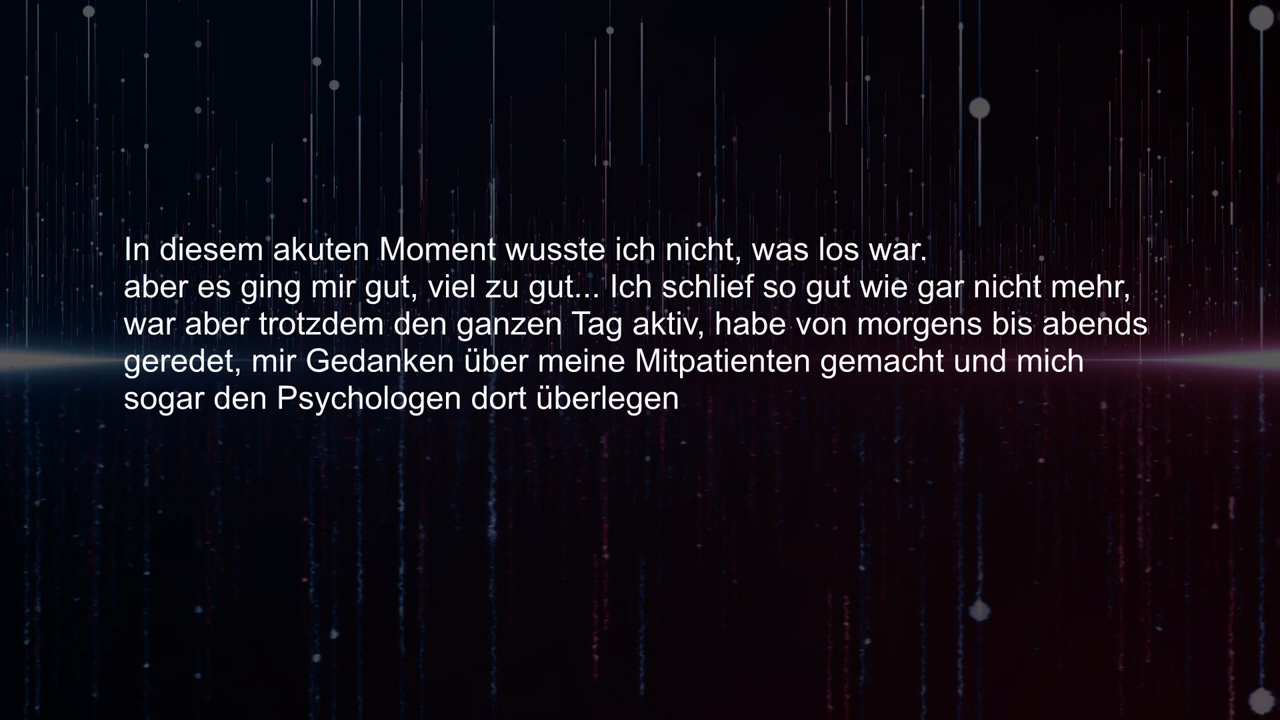 In diesem akuten Moment wusste ich nicht, was los war.
aber es ging mir gut, viel zu gut... Ich schlief so gut wie gar nicht mehr,
war aber trotzdem den ganzen Tag aktiv, habe von morgens bis abends
geredet, mir Gedanken über meine Mitpatienten gemacht und mich
sogar den Psychologen dort überlegen